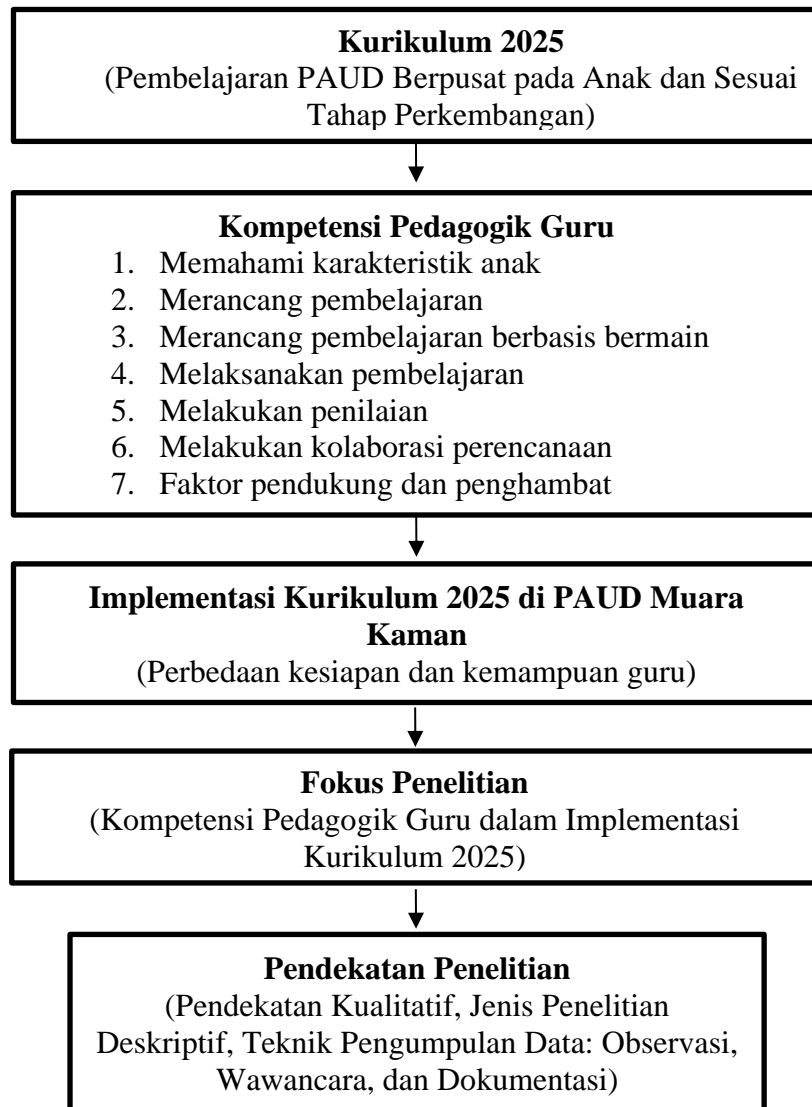 Kurikulum 2025
(Pembelajaran PAUD Berpusat pada Anak dan Sesuai
Tahap Perkembangan)
Kompetensi Pedagogik Guru
1. Memahami karakteristik anak
2. Merancang pembelajaran
3. Merancang pembelajaran berbasis bermain
4. Melaksanakan pembelajaran
5. Melakukan penilaian
6. Melakukan kolaborasi perencanaan
7. Faktor pendukung dan penghambat
Implementasi Kurikulum 2025 di PAUD Muara
Kaman
(Perbedaan kesiapan dan kemampuan guru)
Fokus Penelitian
(Kompetensi Pedagogik Guru dalam Implementasi
Kurikulum 2025)
Pendekatan Penelitian
(Pendekatan Kualitatif, Jenis Penelitian
Deskriptif, Teknik Pengumpulan Data: Observasi,
Wawancara, dan Dokumentasi)